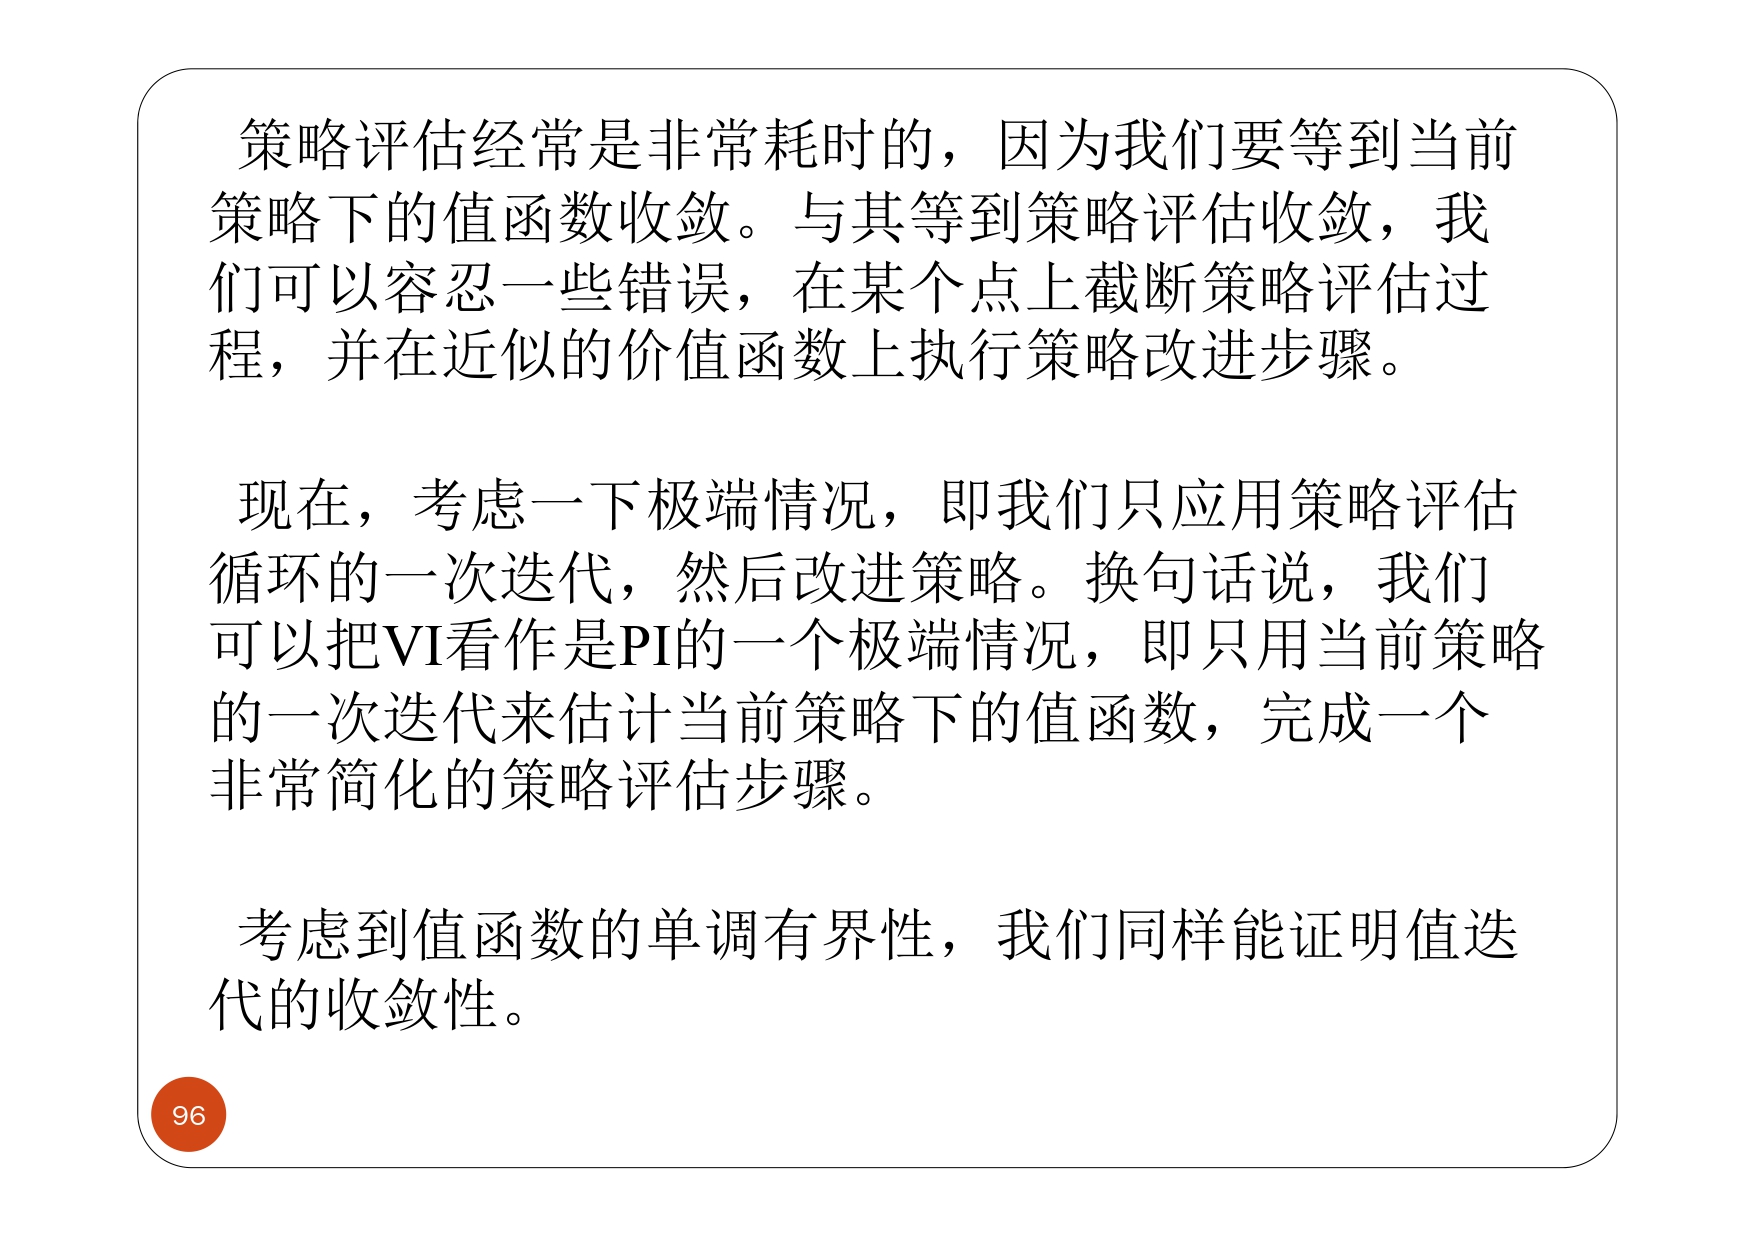 策略评估经常是非常耗时的，因为我们要等到当前
策略下的值函数收敛。与其等到策略评估收敛，我
们可以容忍一些错误，在某个点上截断策略评估过
程，并在近似的价值函数上执行策略改进步骤。
现在，考虑一下极端情况，即我们只应用策略评估
循环的一次迭代，然后改进策略。换句话说，我们
可以把VI看作是PI的一个极端情况，即只用当前策略
的一次迭代来估计当前策略下的值函数，完成一个
非常简化的策略评估步骤。
考虑到值函数的单调有界性，我们同样能证明值迭
代的收敛性。
96